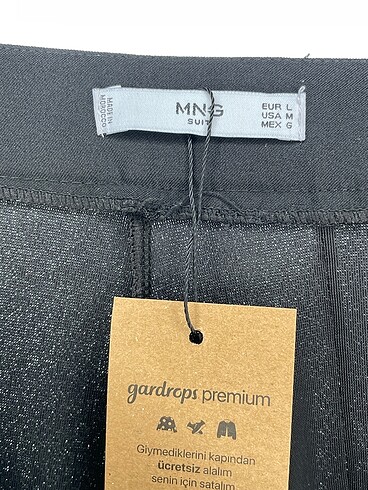 MADE IN
MOROCCO
MNG
SUIT
EUR L
USA M
MEX G
gardrops premium
Giymediklerini kapından
ücretsiz alalım
senin için satalım